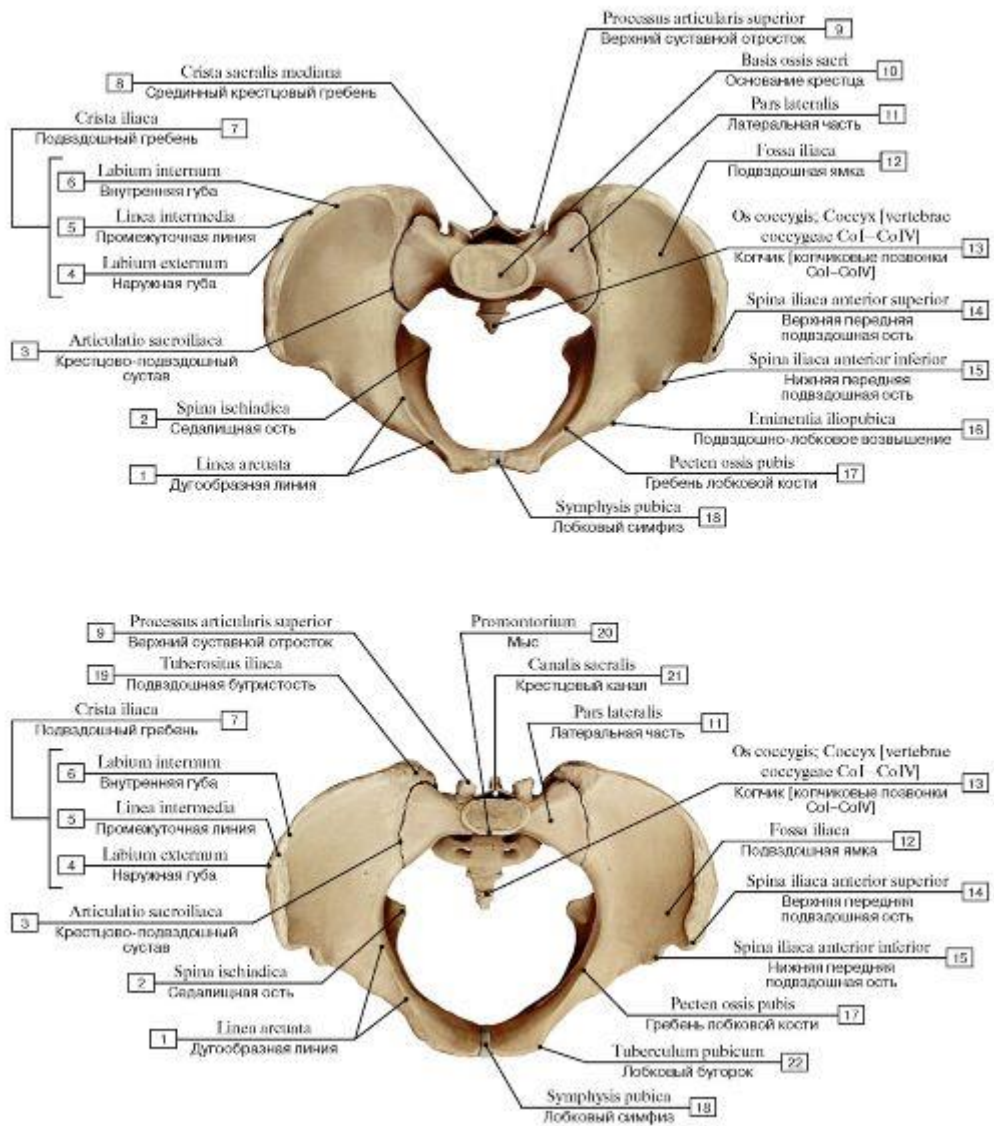 Processus articularis superior
9
Верхний суставной отросток
Crista sacralis mediana
8
Срединный крестцовый гребень
Basis ossis sacri
10
Основание крестца
Crista iliaca
7
Подвздошный гребень
Pars lateralis
11
Латеральная часть
Labium internum
6
Внутренняя губа
Fossa iliaca
12
Подвздошная ямка
Linea intermedia
5
Промежуточная линия
Os coccygis; Coccyx [vertebrae
coccygeae CoI–CoIV]
13
Копчик [копчиковые позвонки
CoI–CoIV]
Labium externum
4
Наружная губа
Spina iliaca anterior superior
14
Верхняя передняя
подвздошная ость
Articulatio sacroiliaca
3
Крестцово-подвздошный
сустав
Spina iliaca anterior inferior
15
Нижняя передняя
подвздошная ость
Spina ischiadica
2
Седалищная ость
Eminentia iliopubica
16
Подвздошно-лобковое возвышение
Linea arcuata
1
Дугообразная линия
Pecten ossis pubis
17
Гребень лобковой кости
Symphysis pubica
18
Лобковый симфиз
Processus articularis superior
9
Верхний суставной отросток
Promontorium
20
Мыс
Tuberositus iliaca
19
Подвздошная бугристость
Canalis sacralis
21
Крестцовый канал
Crista iliaca
7
Подвздошный гребень
Pars lateralis
11
Латеральная часть
Labium internum
6
Внутренняя губа
Os coccygis; Coccyx [vertebrae
coccygeae CoI–CoIV]
13
Копчик [копчиковые позвонки
CoI–CoIV]
Linea intermedia
5
Промежуточная линия
Fossa iliaca
12
Подвздошная ямка
Labium externum
4
Наружная губа
Spina iliaca anterior superior
14
Верхняя передняя
подвздошная ость
Articulatio sacroiliaca
3
Крестцово-подвздошный
сустав
Spina iliaca anterior inferior
15
Нижняя передняя
подвздошная ость
Spina ischiadica
2
Седалищная ость
Pecten ossis pubis
17
Гребень лобковой кости
Linea arcuata
1
Дугообразная линия
Tuberculum pubicum
22
Лобковый бугорок
Symphysis pubica
18
Лобковый симфиз